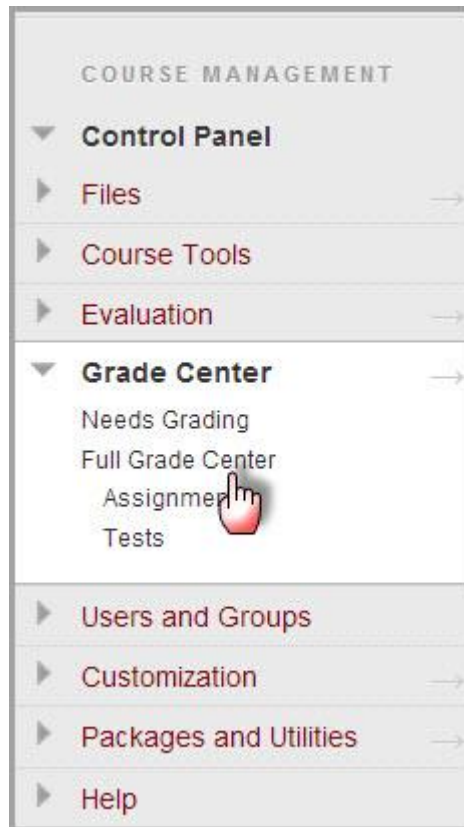 COURSE MANAGEMENT
Control Panel
Files
Course Tools
Evaluation
Grade Center
Needs Grading
Full Grade Center
Assignmen
Tests
Users and Groups
Customization
Packages and Utilities
Help